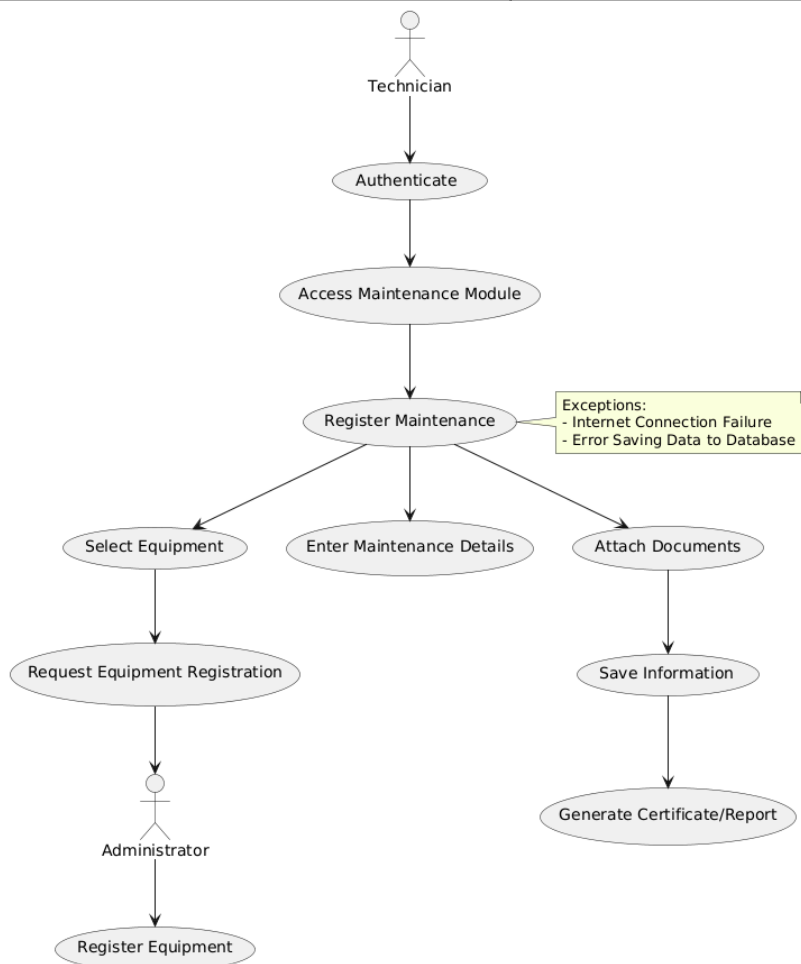 Technician
Authenticate
Access Maintenance Module
Register Maintenance
Exceptions:
- Internet Connection Failure
- Error Saving Data to Database
Select Equipment
Enter Maintenance Details
Attach Documents
Request Equipment Registration
Save Information
Administrator
Generate Certificate/Report
Register Equipment